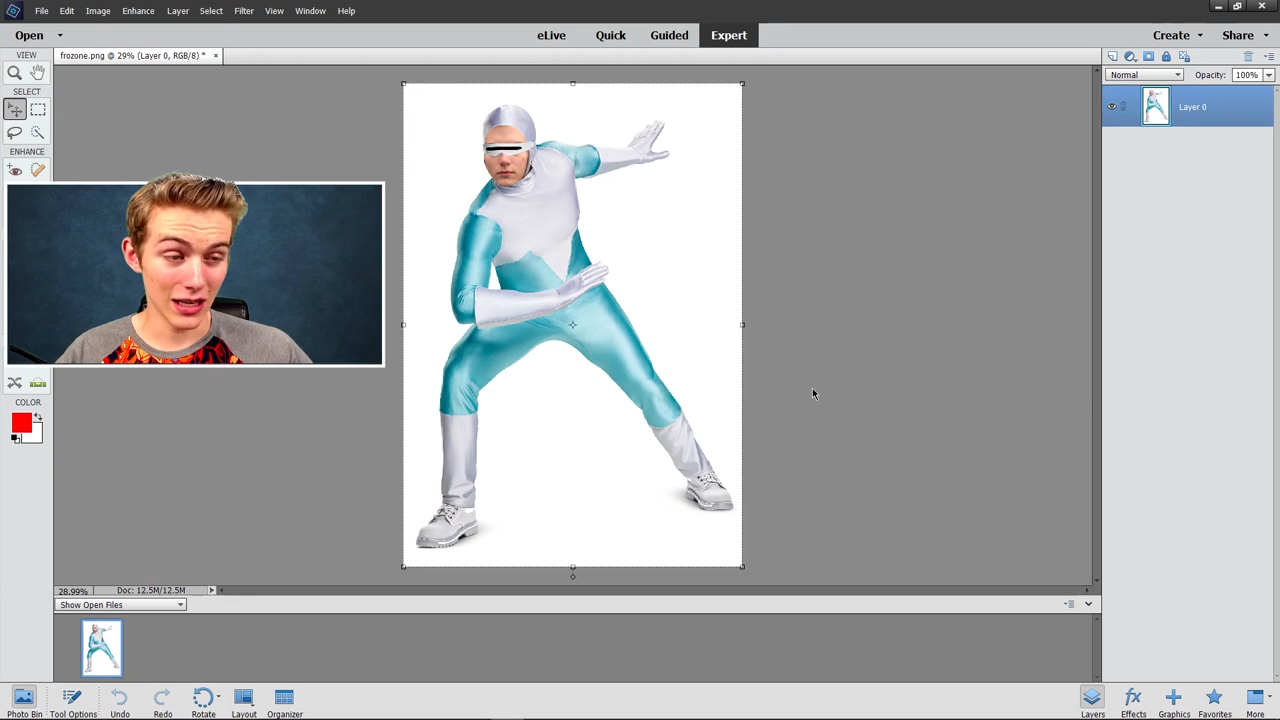 File Edit Image Enhance Layer Select Filter View Window Help
Open eLive Quick Guided Expert Create Share
VIEW
frozone.png @ 29% (Layer 0, RGB/8) * ×
Normal Opacity: 100%
SELECT
Layer 0
ENHANCE
COLOR
28.99% Doc: 12.5M/12.5M
Show Open Files
Photo Bin Tool Options Undo Redo Rotate Layout Organizer Layers Effects Graphics Favorites More